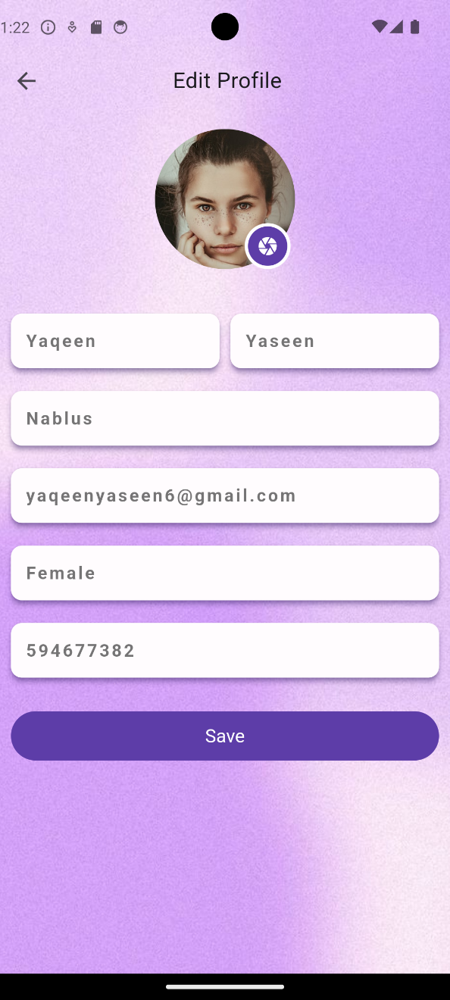 1:22
Edit Profile
Yaqeen Yaseen
Nablus
yaqeenyaseen6@gmail.com
Female
594677382
Save